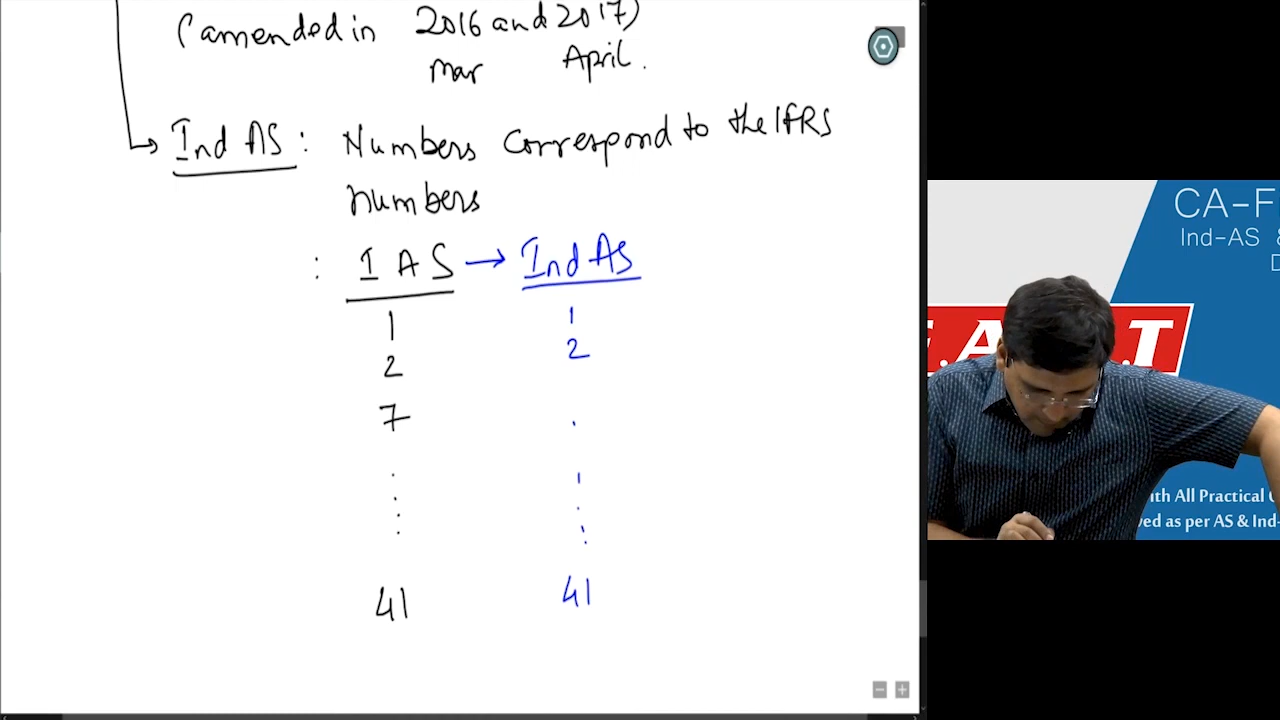 (amended in 2016 and 2017)
Mar April.
Ind AS : Numbers correspond to the IFRS
numbers
: I A S → Ind AS
1 1
2 2
7
41 41
CA-F
Ind-AS &
D
.A. T
ith All Practical
ved as per AS & Ind-